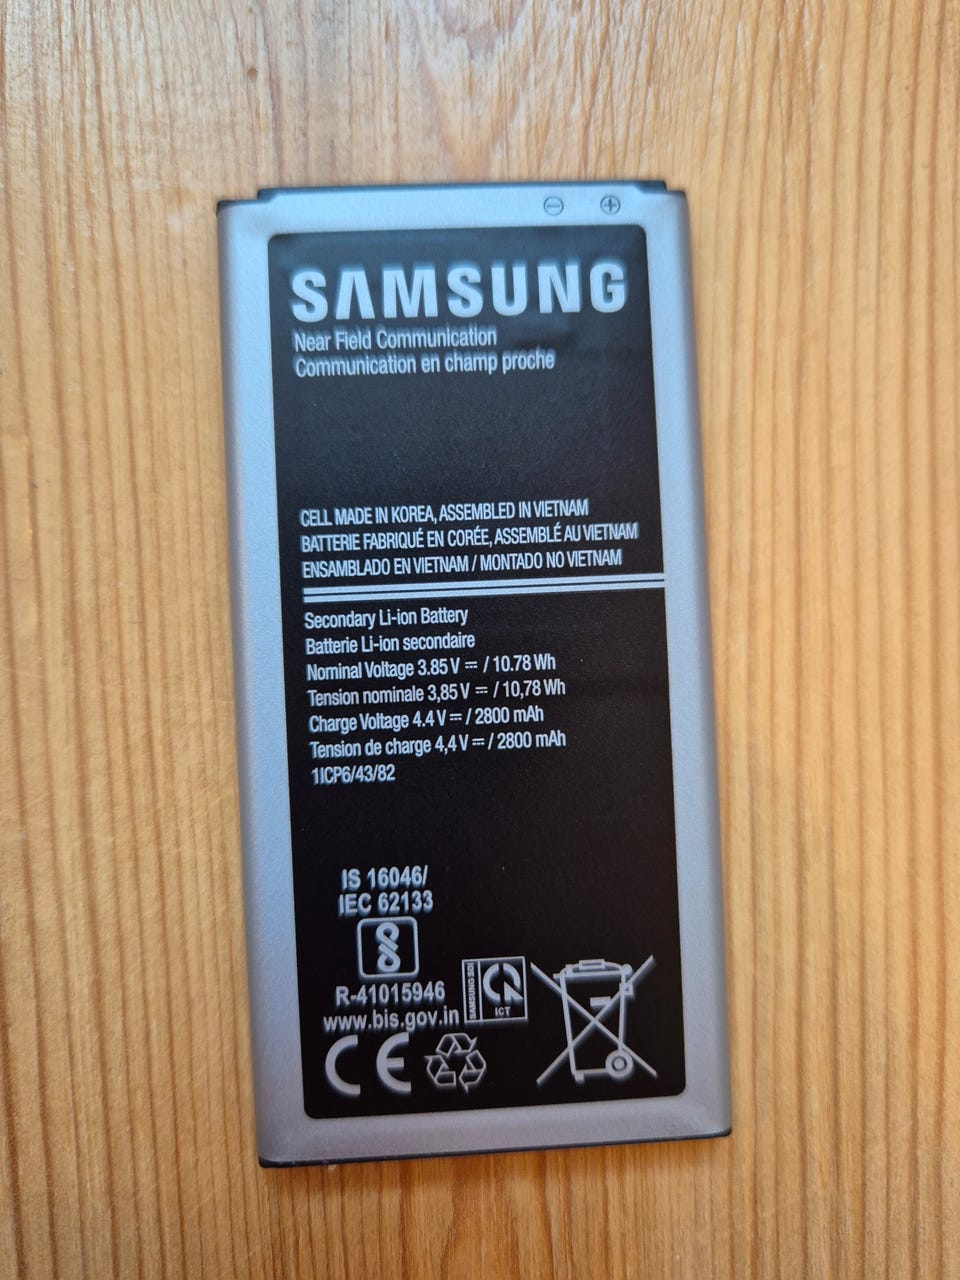 SAMSUNG
Near Field Communication
Communication en champ proche
CELL MADE IN KOREA, ASSEMBLED IN VIETNAM
BATTERIE FABRIQUÉ EN CORÉE, ASSEMBLÉ AU VIETNAM
ENSAMBLADO EN VIETNAM / MONTADO NO VIETNAM
Secondary Li-ion Battery
Batterie Li-ion secondaire
Nominal Voltage 3.85 V ⎓ / 10.78 Wh
Tension nominale 3,85 V ⎓ / 10,78 Wh
Charge Voltage 4.4 V ⎓ / 2800 mAh
Tension de charge 4,4 V ⎓ / 2800 mAh
1ICP6/43/82
IS 16046/
IEC 62133
R-41015946
www.bis.gov.in
SAMSUNG SDI
ICT
CE